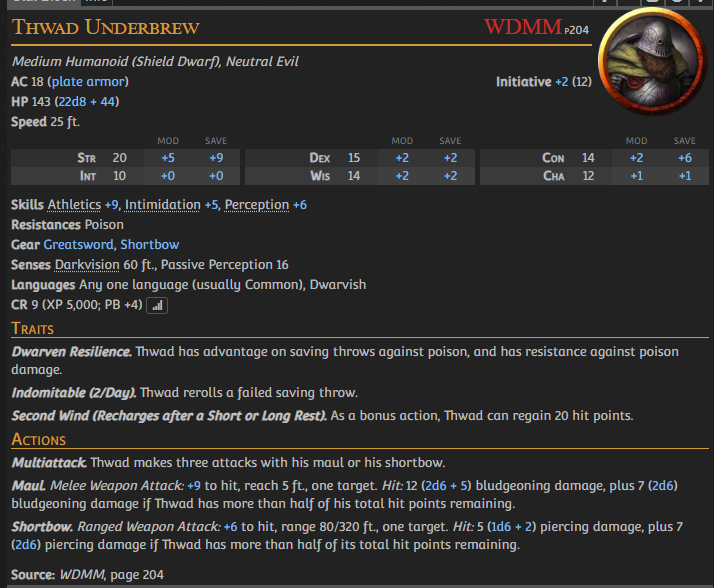 Thwad Underbrew WDMM P204
Medium Humanoid (Shield Dwarf), Neutral Evil
AC 18 (plate armor) Initiative +2 (12)
HP 143 (22d8 + 44)
Speed 25 ft.
MOD SAVE MOD SAVE MOD SAVE
Str 20 +5 +9 Dex 15 +2 +2 Con 14 +2 +6
Int 10 +0 +0 Wis 14 +2 +2 Cha 12 +1 +1
Skills Athletics +9, Intimidation +5, Perception +6
Resistances Poison
Gear Greatsword, Shortbow
Senses Darkvision 60 ft., Passive Perception 16
Languages Any one language (usually Common), Dwarvish
CR 9 (XP 5,000; PB +4)
Traits
Dwarven Resilience. Thwad has advantage on saving throws against poison, and has resistance against poison
damage.
Indomitable (2/Day). Thwad rerolls a failed saving throw.
Second Wind (Recharges after a Short or Long Rest). As a bonus action, Thwad can regain 20 hit points.
Actions
Multiattack. Thwad makes three attacks with his maul or his shortbow.
Maul. Melee Weapon Attack: +9 to hit, reach 5 ft., one target. Hit: 12 (2d6 + 5) bludgeoning damage, plus 7 (2d6)
bludgeoning damage if Thwad has more than half of his total hit points remaining.
Shortbow. Ranged Weapon Attack: +6 to hit, range 80/320 ft., one target. Hit: 5 (1d6 + 2) piercing damage, plus 7
(2d6) piercing damage if Thwad has more than half of its total hit points remaining.
Source: WDMM, page 204